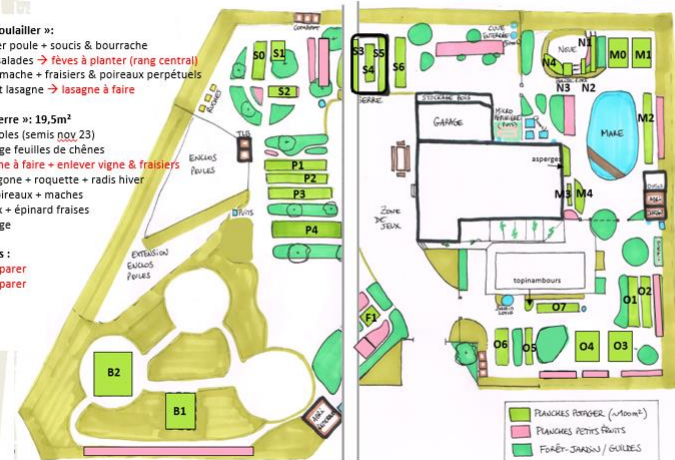 oulailler »:
er poule + soucis & bourrache
salades → fèves à planter (rang central)
mache + fraisiers & poireaux perpétuels
t lasagne → lasagne à faire
erre »: 19,5m²
oles (semis nov 23)
ge feuilles de chênes
ne à faire + enlever vigne & fraisiers
gone + roquette + radis hiver
oireaux + maches
x + épinard fraises
ge
s :
parer
parer
COMPOST
S0
S1
S2
RUCHES
ENCLOS
POULES
P1
P2
P3
P4
PUITS
EXTENSION
ENCLOS
POULES
B2
B1
S3
S5
S4
S6
SERRE
STOCKAGE BOIS
GARAGE
MICRO
CUVE
N1
N4
N3
N2
M0
M1
MARE
M2
asperges
M3
M4
ZONE
DE
JEUX
topinambours
F1
O7
O1
O2
O6
O5
O4
O3
PLANCHES POTAGER (~100m²)
PLANCHES PETITS FRUITS
FORÊT-JARDIN / GUILDES